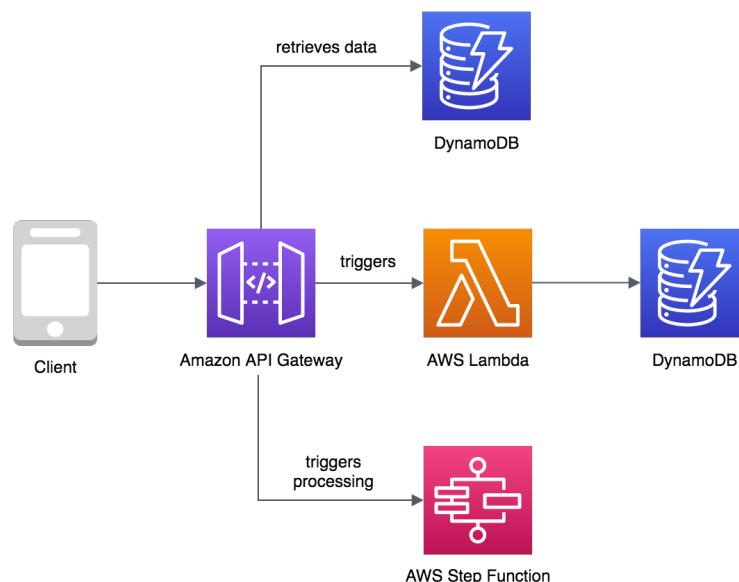 retrieves data
DynamoDB
triggers
</>
Client
Amazon API Gateway
AWS Lambda
DynamoDB
triggers
processing
AWS Step Function